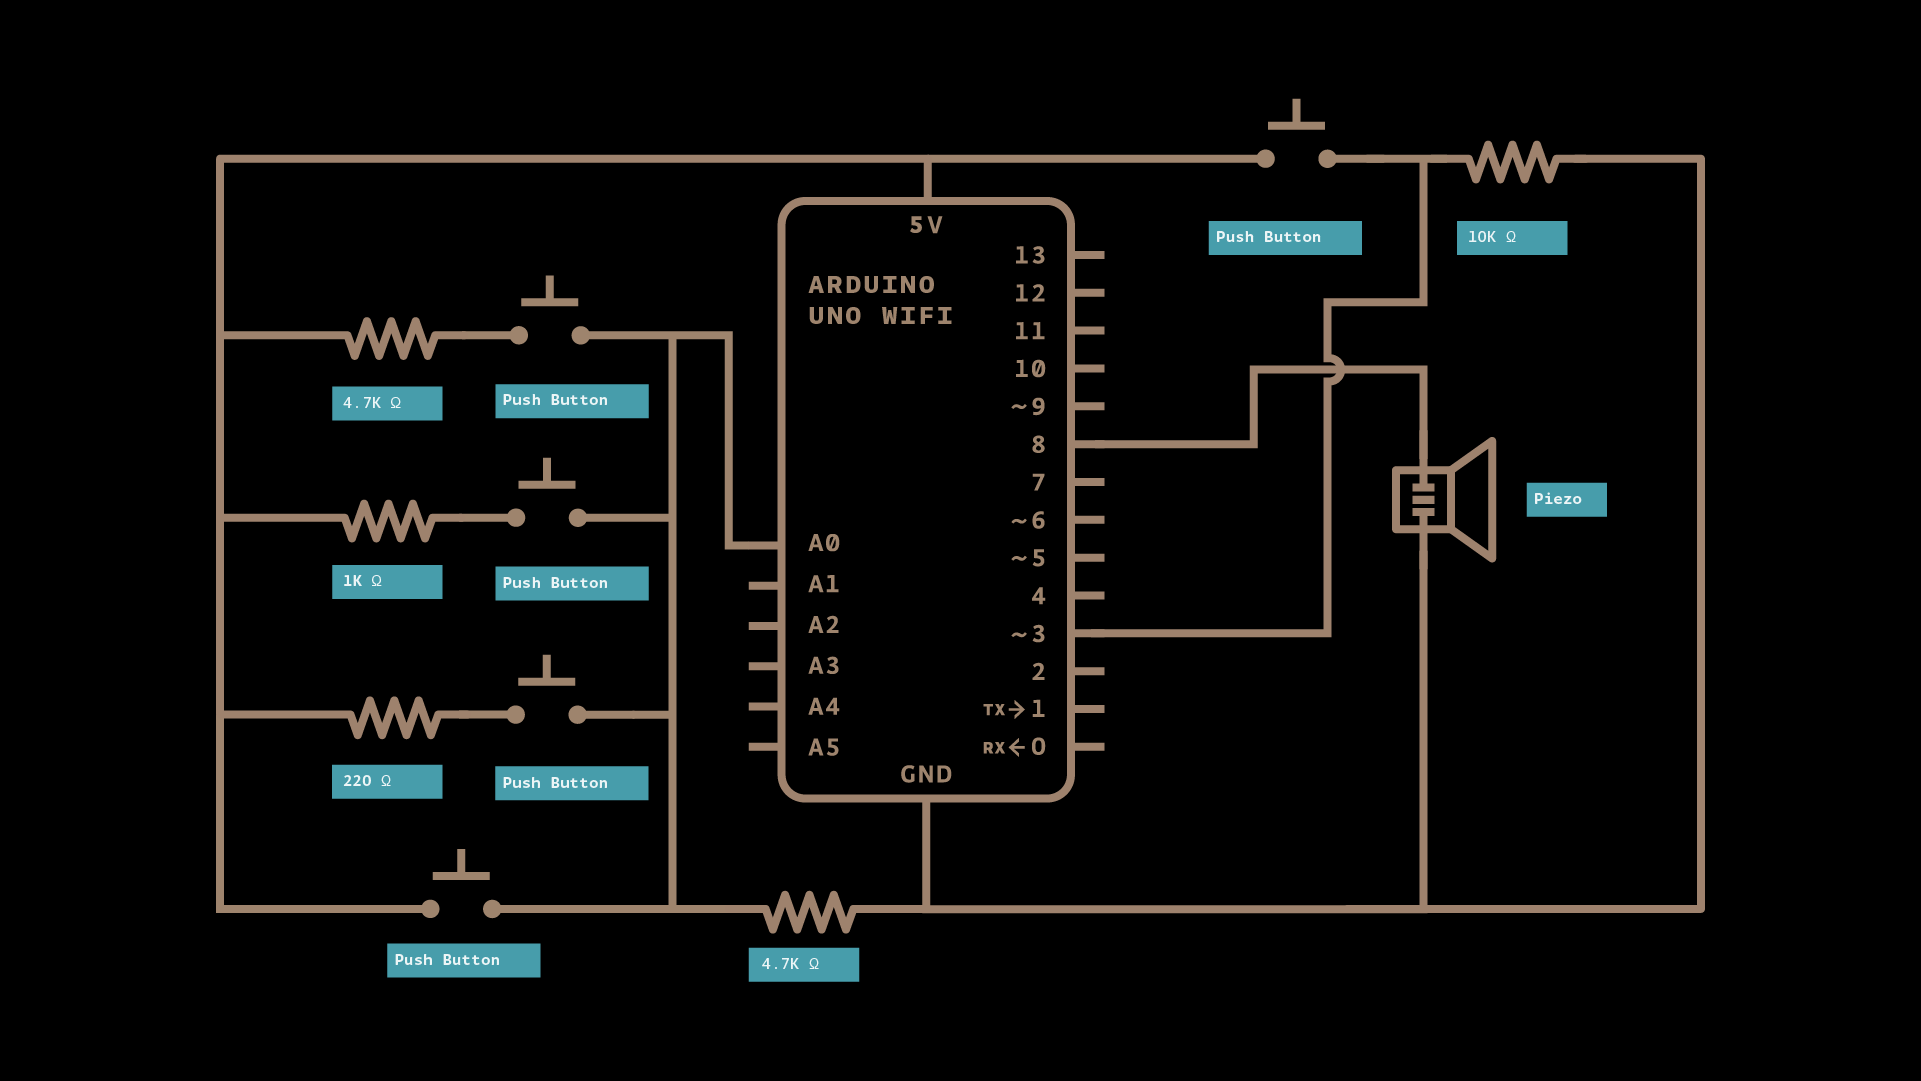 Push Button
10K Ω
5V
ARDUINO
UNO WIFI
13
12
11
10
~9
8
7
~6
~5
4
~3
2
TX→1
RX←0
A0
A1
A2
A3
A4
A5
GND
4.7K Ω
Push Button
1K Ω
Push Button
220 Ω
Push Button
Push Button
4.7K Ω
Piezo